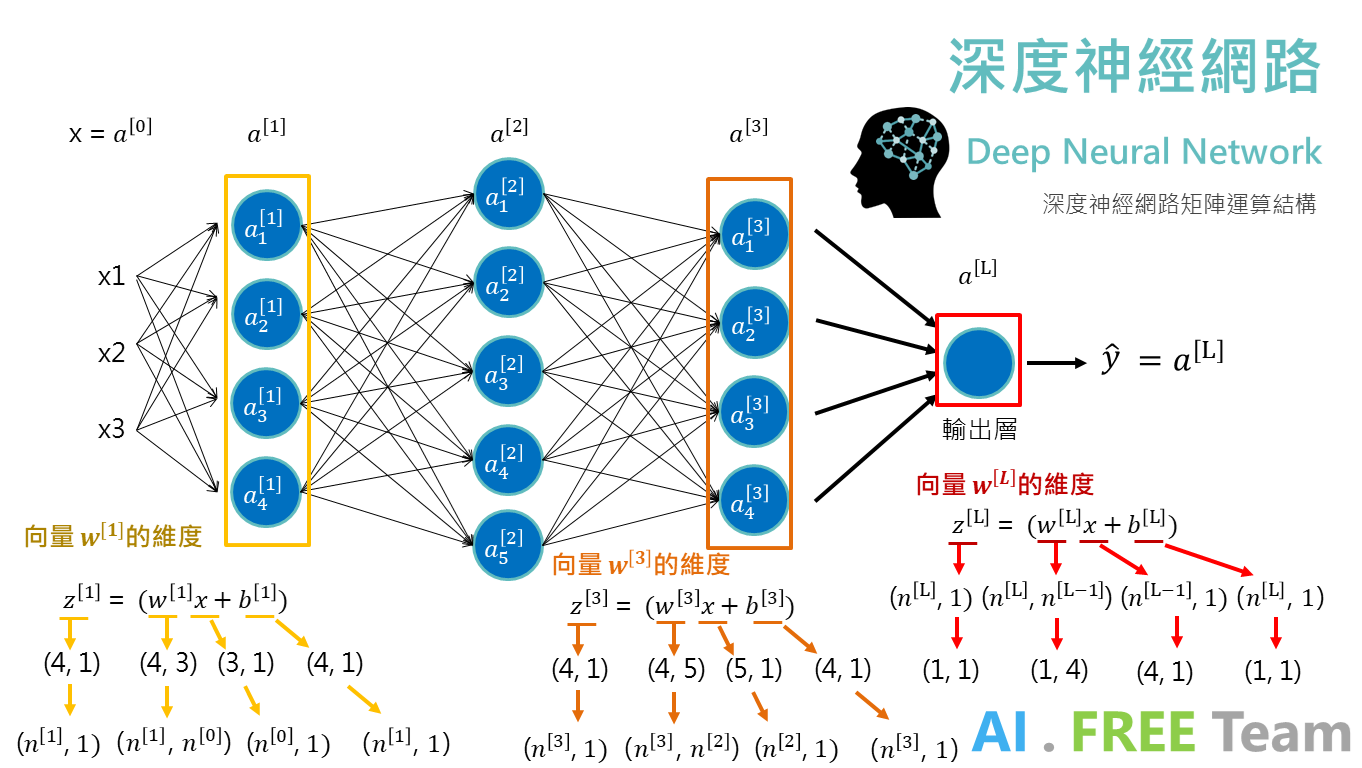 深度神經網路
Deep Neural Network
深度神經網路矩陣運算結構
x = a^[0]
a^[1]
a^[2]
a^[3]
a^[L]
x1
x2
x3
a_1^[1]
a_2^[1]
a_3^[1]
a_4^[1]
a_1^[2]
a_2^[2]
a_3^[2]
a_4^[2]
a_5^[2]
a_1^[3]
a_2^[3]
a_3^[3]
a_4^[3]
ŷ = a^[L]
輸出層
向量 w^[1]的維度
z^[1] = (w^[1]x + b^[1])
(4, 1) (4, 3) (3, 1) (4, 1)
(n^[1], 1) (n^[1], n^[0]) (n^[0], 1) (n^[1], 1)
向量 w^[3]的維度
z^[3] = (w^[3]x + b^[3])
(4, 1) (4, 5) (5, 1) (4, 1)
(n^[3], 1) (n^[3], n^[2]) (n^[2], 1) (n^[3], 1)
向量 w^[L]的維度
z^[L] = (w^[L]x + b^[L])
(n^[L], 1) (n^[L], n^[L-1]) (n^[L-1], 1) (n^[L], 1)
(1, 1) (1, 4) (4, 1) (1, 1)
AI . FREE Team